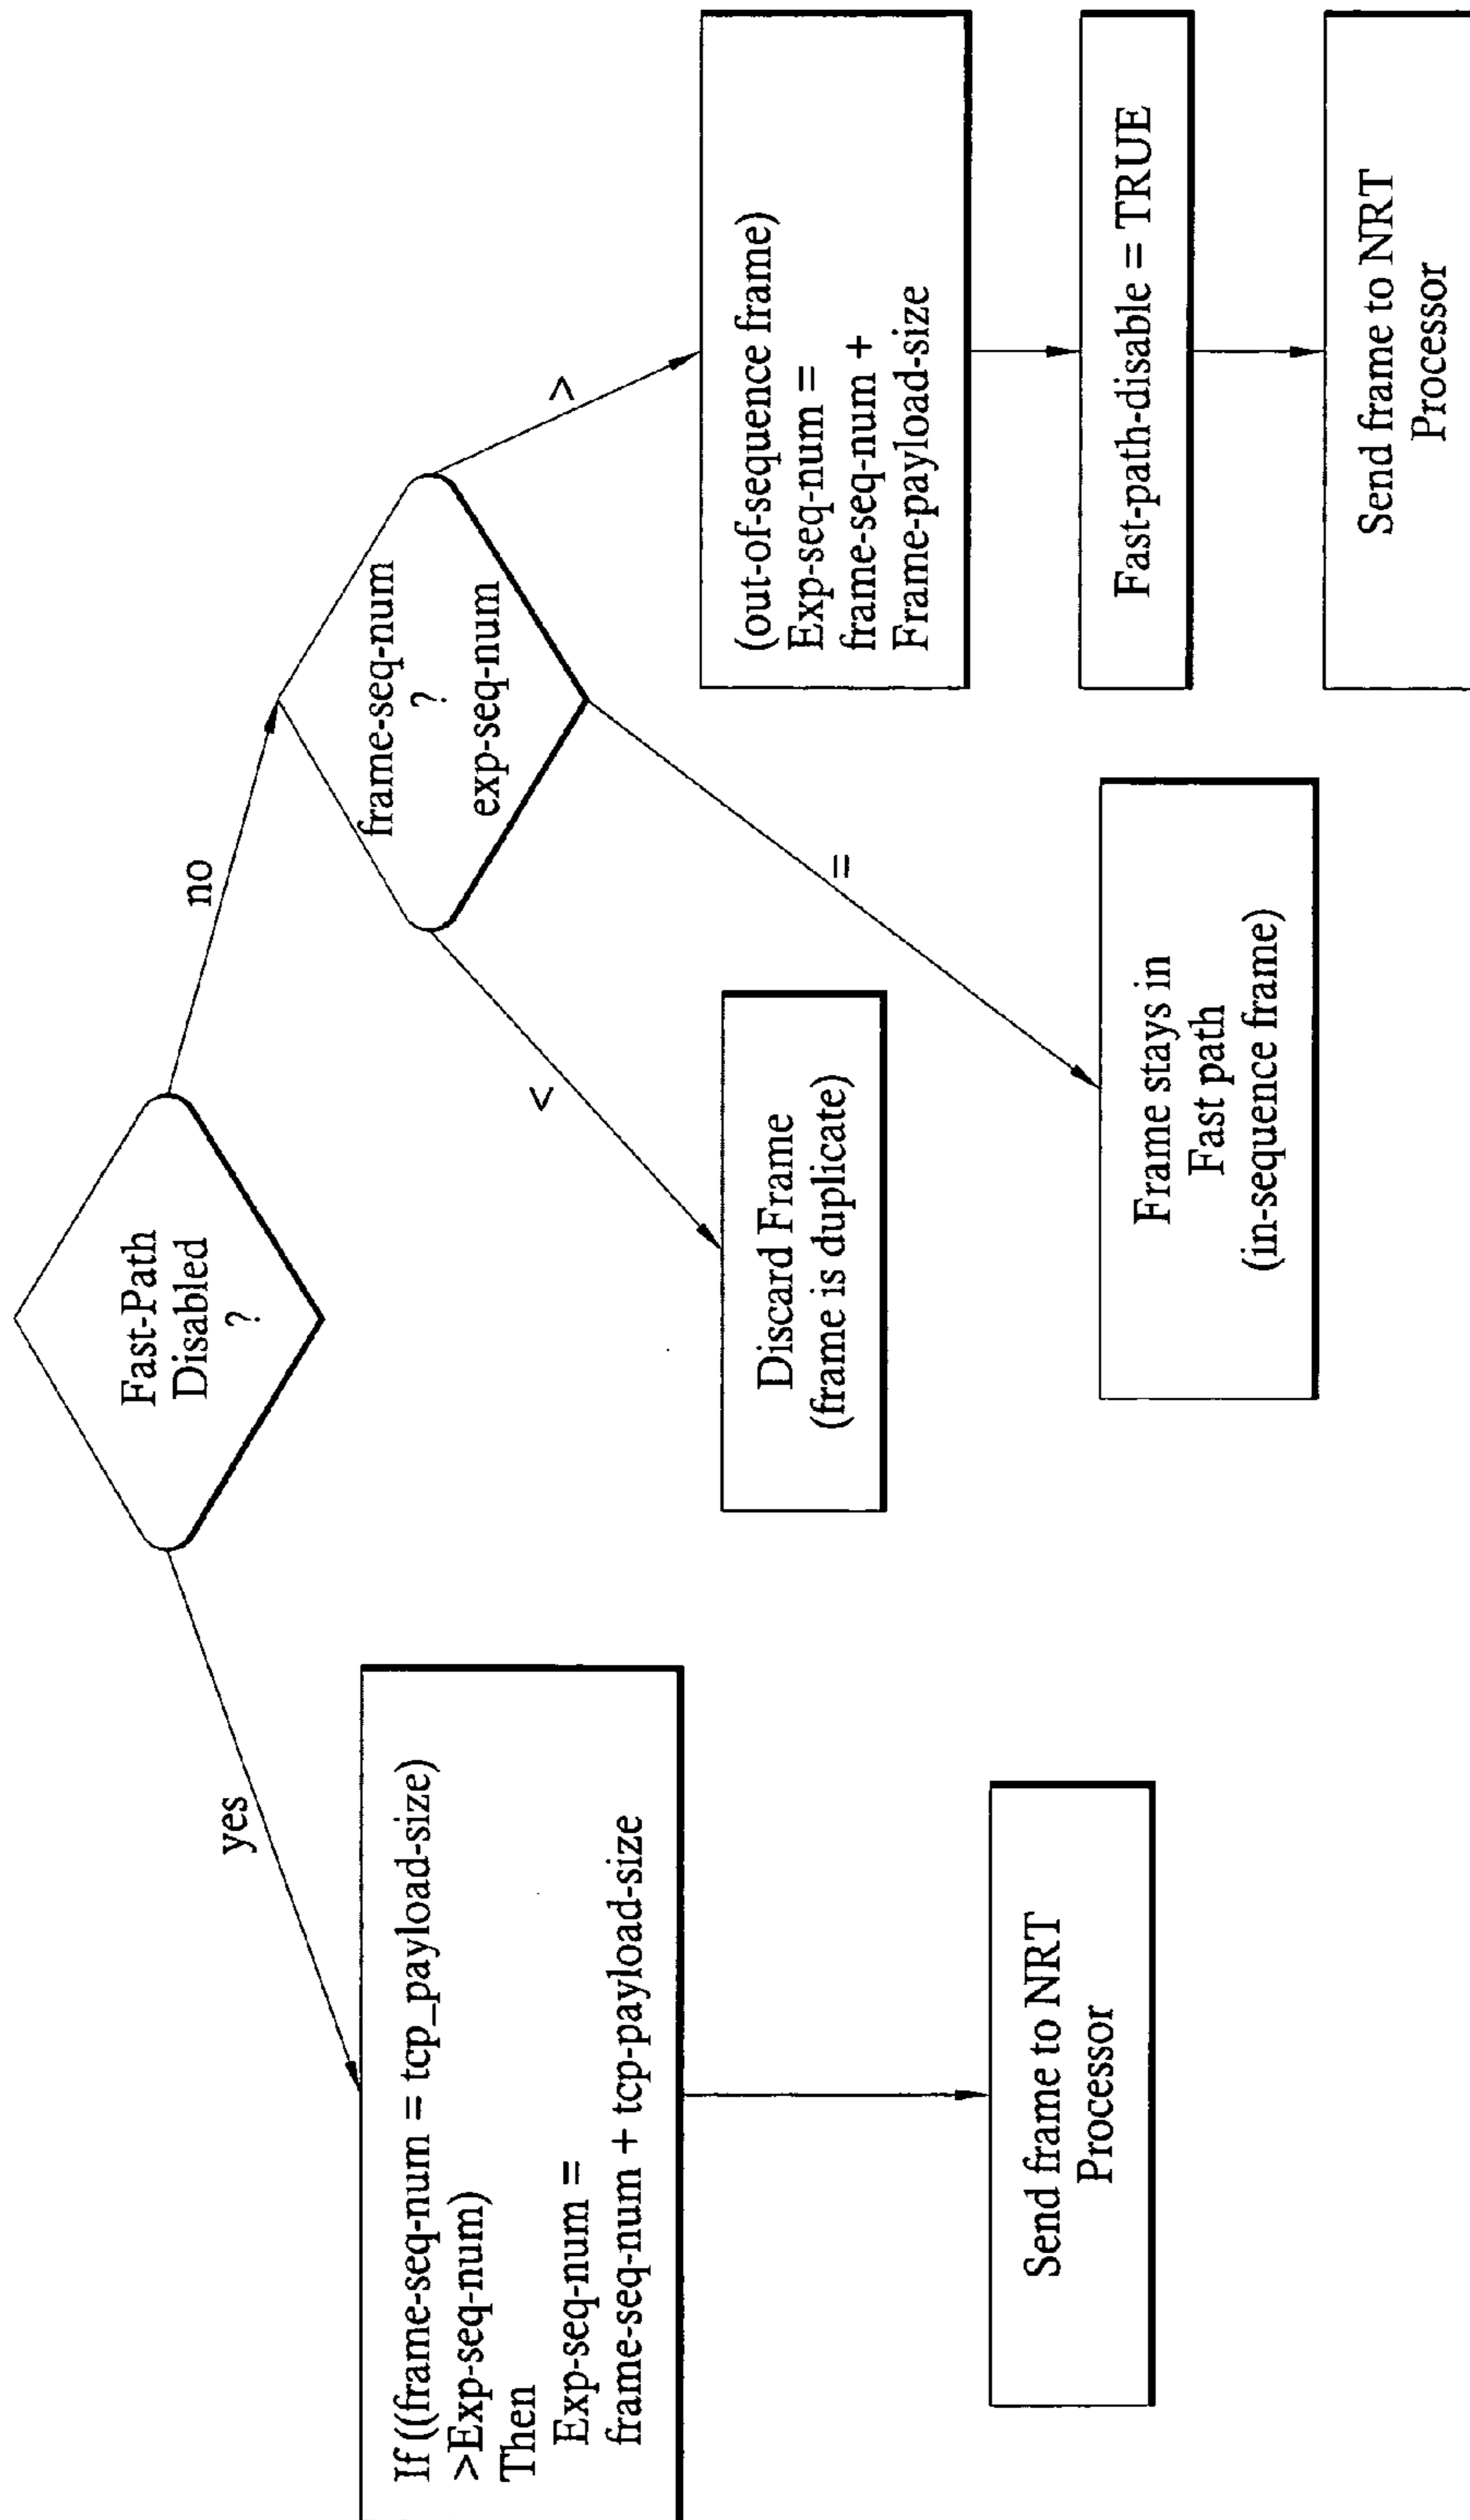 Fast-Path
Disabled
?
yes
no
If ((frame-seq-num = tcp_payload-size)
>Exp-seq-num)
Then
Exp-seq-num =
frame-seq-num + tcp-payload-size
Send frame to NRT
Processor
frame-seq-num
?
exp-seq-num
<
=
>
Discard Frame
(frame is duplicate)
Frame stays in
Fast path
(in-sequence frame)
(out-of-sequence frame)
Exp-seq-num =
frame-seq-num +
Frame-payload-size
Fast-path-disable = TRUE
Send frame to NRT
Processor